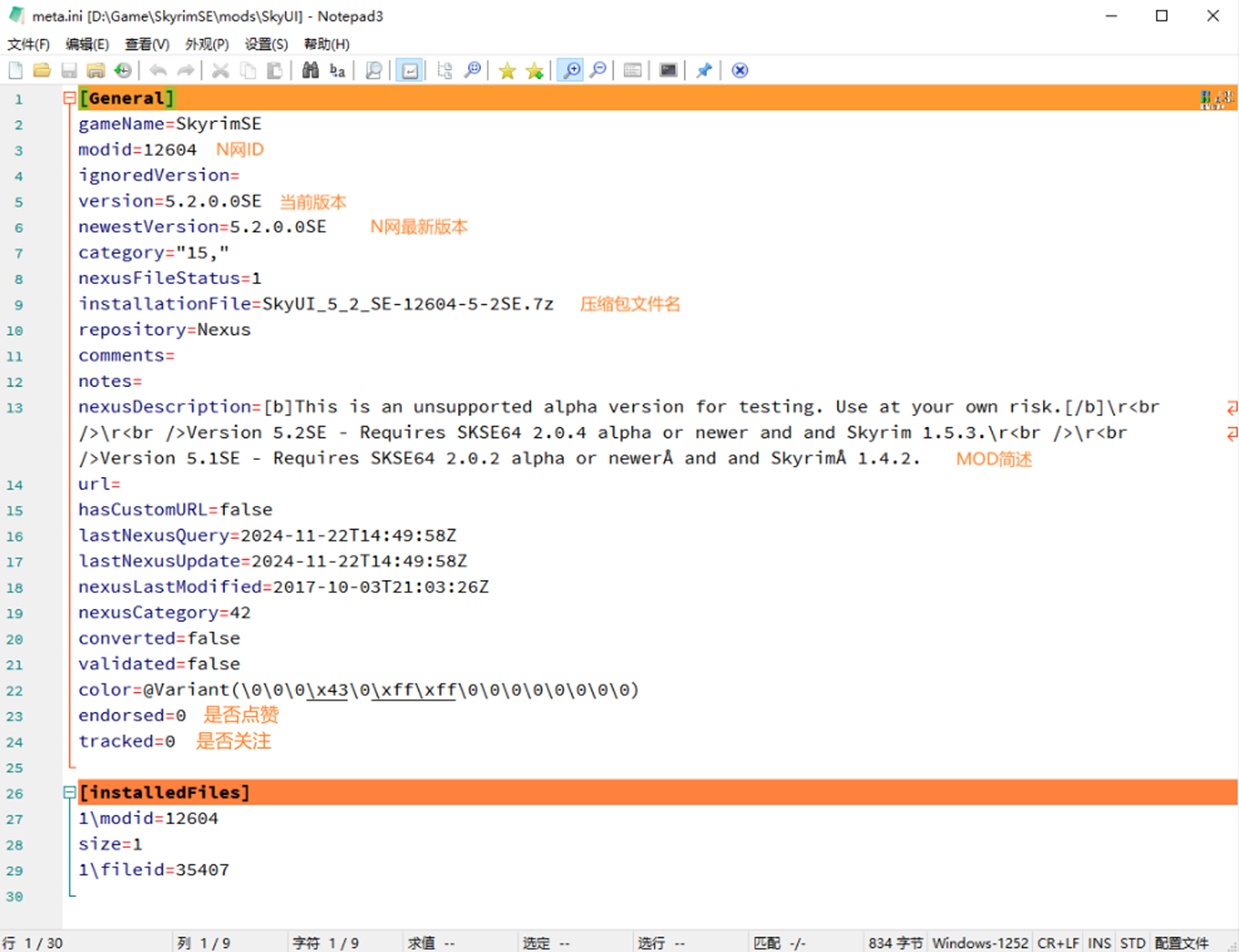 meta.ini [D:\Game\SkyrimSE\mods\SkyUI] - Notepad3
文件(F) 编辑(E) 查看(V) 外观(P) 设置(S) 帮助(H)
1 [General]
2 gameName=SkyrimSE
3 modid=12604 N网ID
4 ignoredVersion=
5 version=5.2.0.0SE 当前版本
6 newestVersion=5.2.0.0SE N网最新版本
7 category="15,"
8 nexusFileStatus=1
9 installationFile=SkyUI_5_2_SE-12604-5-2SE.7z 压缩包文件名
10 repository=Nexus
11 comments=
12 notes=
13 nexusDescription=[b]This is an unsupported alpha version for testing. Use at your own risk.[/b]\r<br
/>\r<br />Version 5.2SE - Requires SKSE64 2.0.4 alpha or newer and and Skyrim 1.5.3.\r<br />\r<br
/>Version 5.1SE - Requires SKSE64 2.0.2 alpha or newerÂ and and SkyrimÂ 1.4.2. MOD简述
14 url=
15 hasCustomURL=false
16 lastNexusQuery=2024-11-22T14:49:58Z
17 lastNexusUpdate=2024-11-22T14:49:58Z
18 nexusLastModified=2017-10-03T21:03:26Z
19 nexusCategory=42
20 converted=false
21 validated=false
22 color=@Variant(\0\0\0\x43\0\xff\xff\0\0\0\0\0\0\0\0)
23 endorsed=0 是否点赞
24 tracked=0 是否关注
25
26 [installedFiles]
27 1\modid=12604
28 size=1
29 1\fileid=35407
30
行 1 / 30 列 1 / 9 字符 1 / 9 求值 -- 选定 -- 选行 -- 匹配 -/- 834 字节 Windows-1252 CR+LF INS STD 配置文件